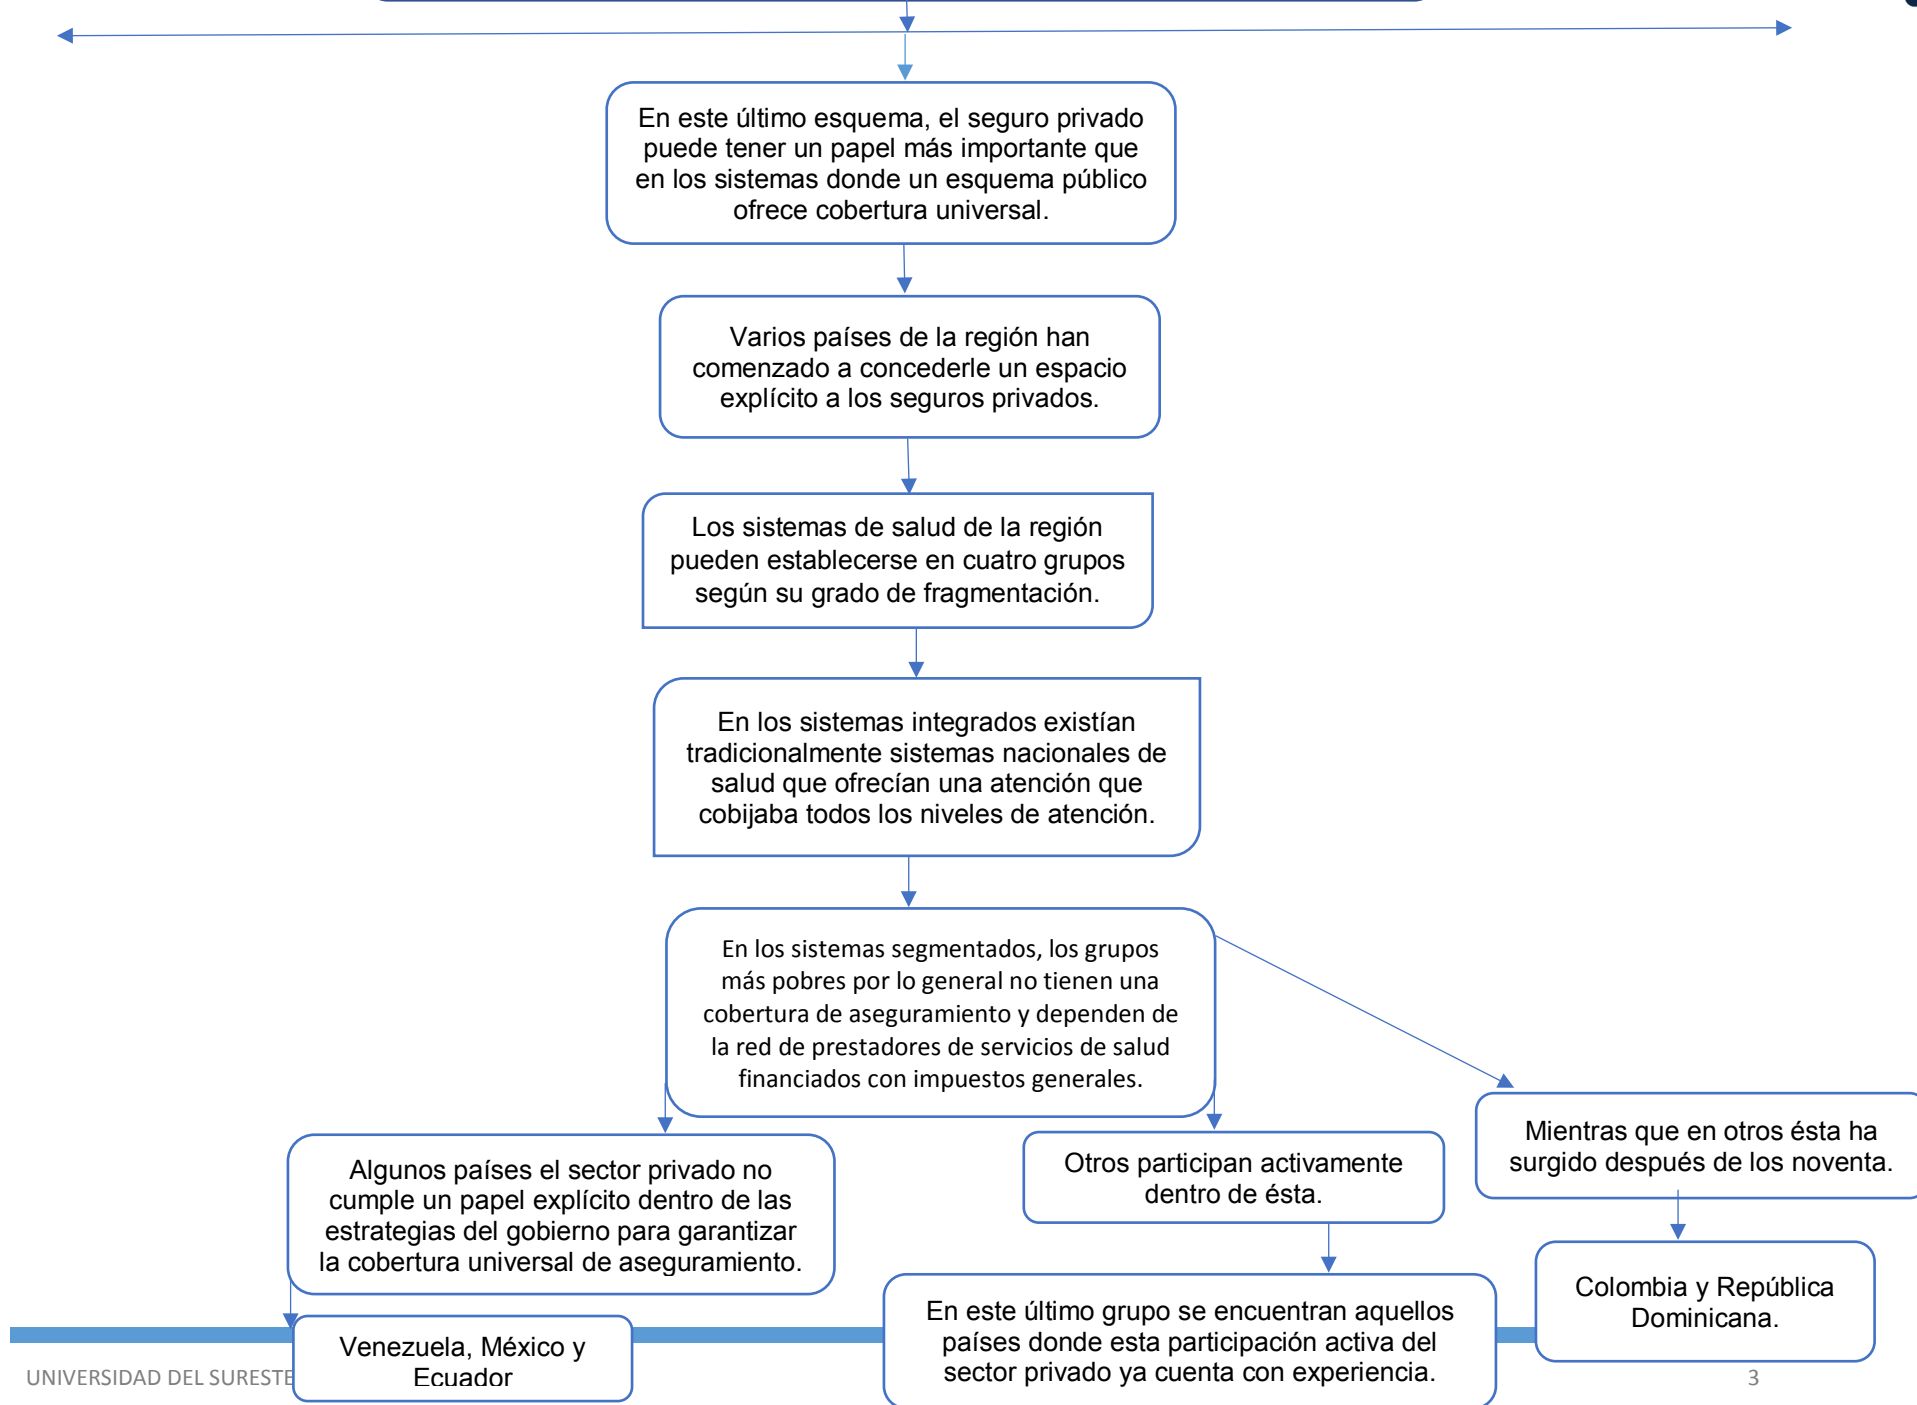 En este último esquema, el seguro privado
puede tener un papel más importante que
en los sistemas donde un esquema público
ofrece cobertura universal.
Varios países de la región han
comenzado a concederle un espacio
explícito a los seguros privados.
Los sistemas de salud de la región
pueden establecerse en cuatro grupos
según su grado de fragmentación.
En los sistemas integrados existían
tradicionalmente sistemas nacionales de
salud que ofrecían una atención que
cobijaba todos los niveles de atención.
En los sistemas segmentados, los grupos
más pobres por lo general no tienen una
cobertura de aseguramiento y dependen de
la red de prestadores de servicios de salud
financiados con impuestos generales.
Algunos países el sector privado no
cumple un papel explícito dentro de las
estrategias del gobierno para garantizar
la cobertura universal de aseguramiento.
Otros participan activamente
dentro de ésta.
Mientras que en otros ésta ha
surgido después de los noventa.
Venezuela, México y
Ecuador
En este último grupo se encuentran aquellos
países donde esta participación activa del
sector privado ya cuenta con experiencia.
Colombia y República
Dominicana.
UNIVERSIDAD DEL SURESTE
3